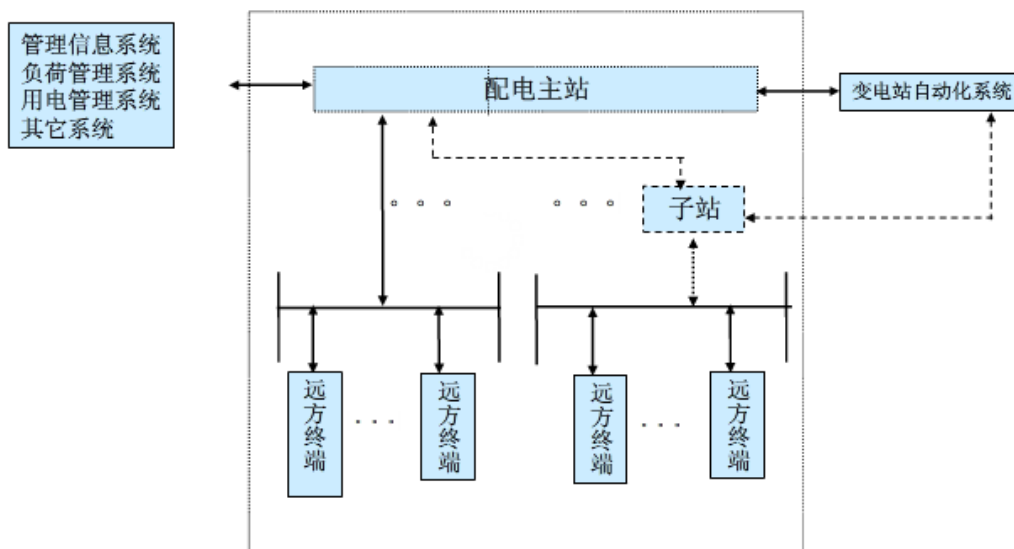 管理信息系统
负荷管理系统
用电管理系统
其它系统
配电主站
变电站自动化系统
子站
远方终端
远方终端
远方终端
远方终端